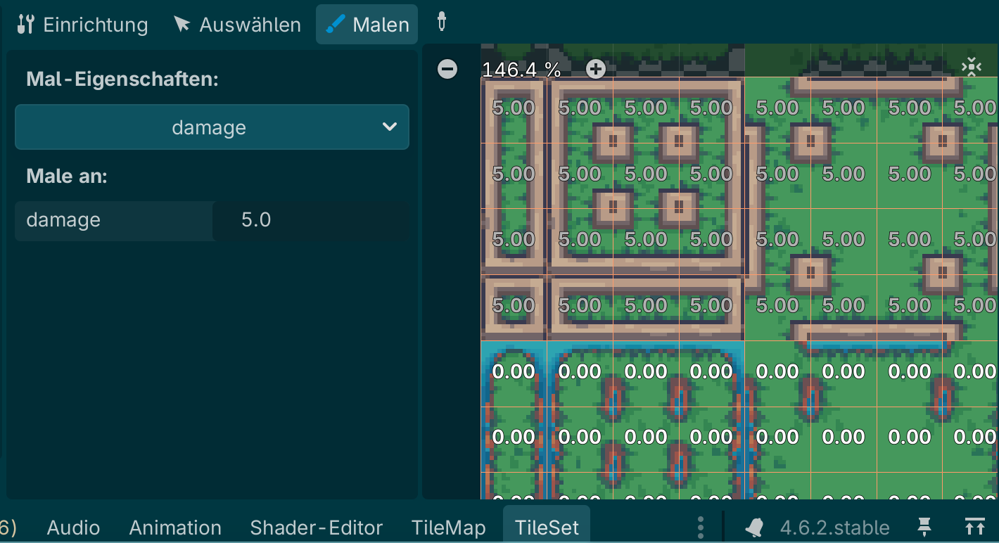 Einrichtung Auswählen Malen
Mal-Eigenschaften:
damage
Male an:
damage 5.0
146.4 %
5.00 5.00 5.00 5.00 5.00 5.00 5.00 5.00
5.00 5.00 5.00 5.00 5.00 5.00 5.00 5.00
5.00 5.00 5.00 5.00 5.00 5.00 5.00 5.00
5.00 5.00 5.00 5.00 5.00 5.00 5.00 5.00
0.00 0.00 0.00 0.00 0.00 0.00 0.00 0.00
0.00 0.00 0.00 0.00 0.00 0.00 0.00 0.00
6) Audio Animation Shader-Editor TileMap TileSet 4.6.2.stable